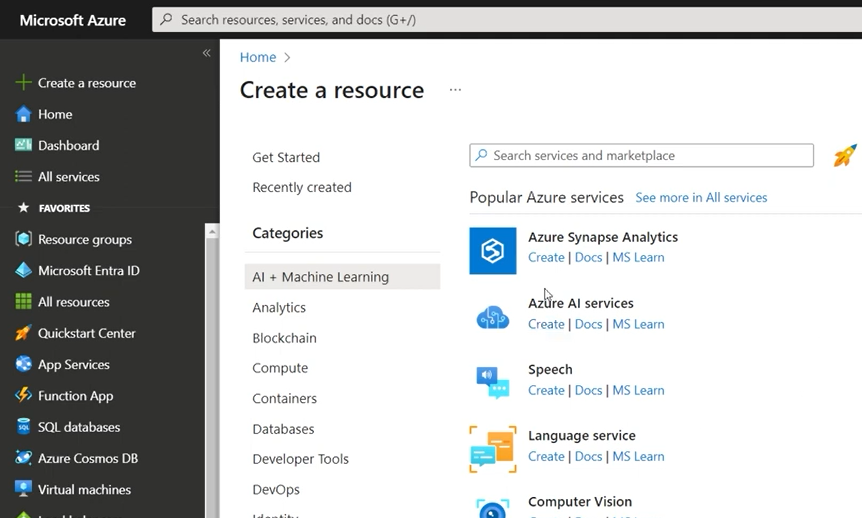 Microsoft Azure
Search resources, services, and docs (G+/)
«
Create a resource
Home
Dashboard
All services
FAVORITES
Resource groups
Microsoft Entra ID
All resources
Quickstart Center
App Services
Function App
SQL databases
Azure Cosmos DB
Virtual machines
Home >
Create a resource ...
Get Started
Recently created
Categories
AI + Machine Learning
Analytics
Blockchain
Compute
Containers
Databases
Developer Tools
DevOps
Identity
Search services and marketplace
Popular Azure services See more in All services
Azure Synapse Analytics
Create | Docs | MS Learn
Azure AI services
Create | Docs | MS Learn
Speech
Create | Docs | MS Learn
Language service
Create | Docs | MS Learn
Computer Vision